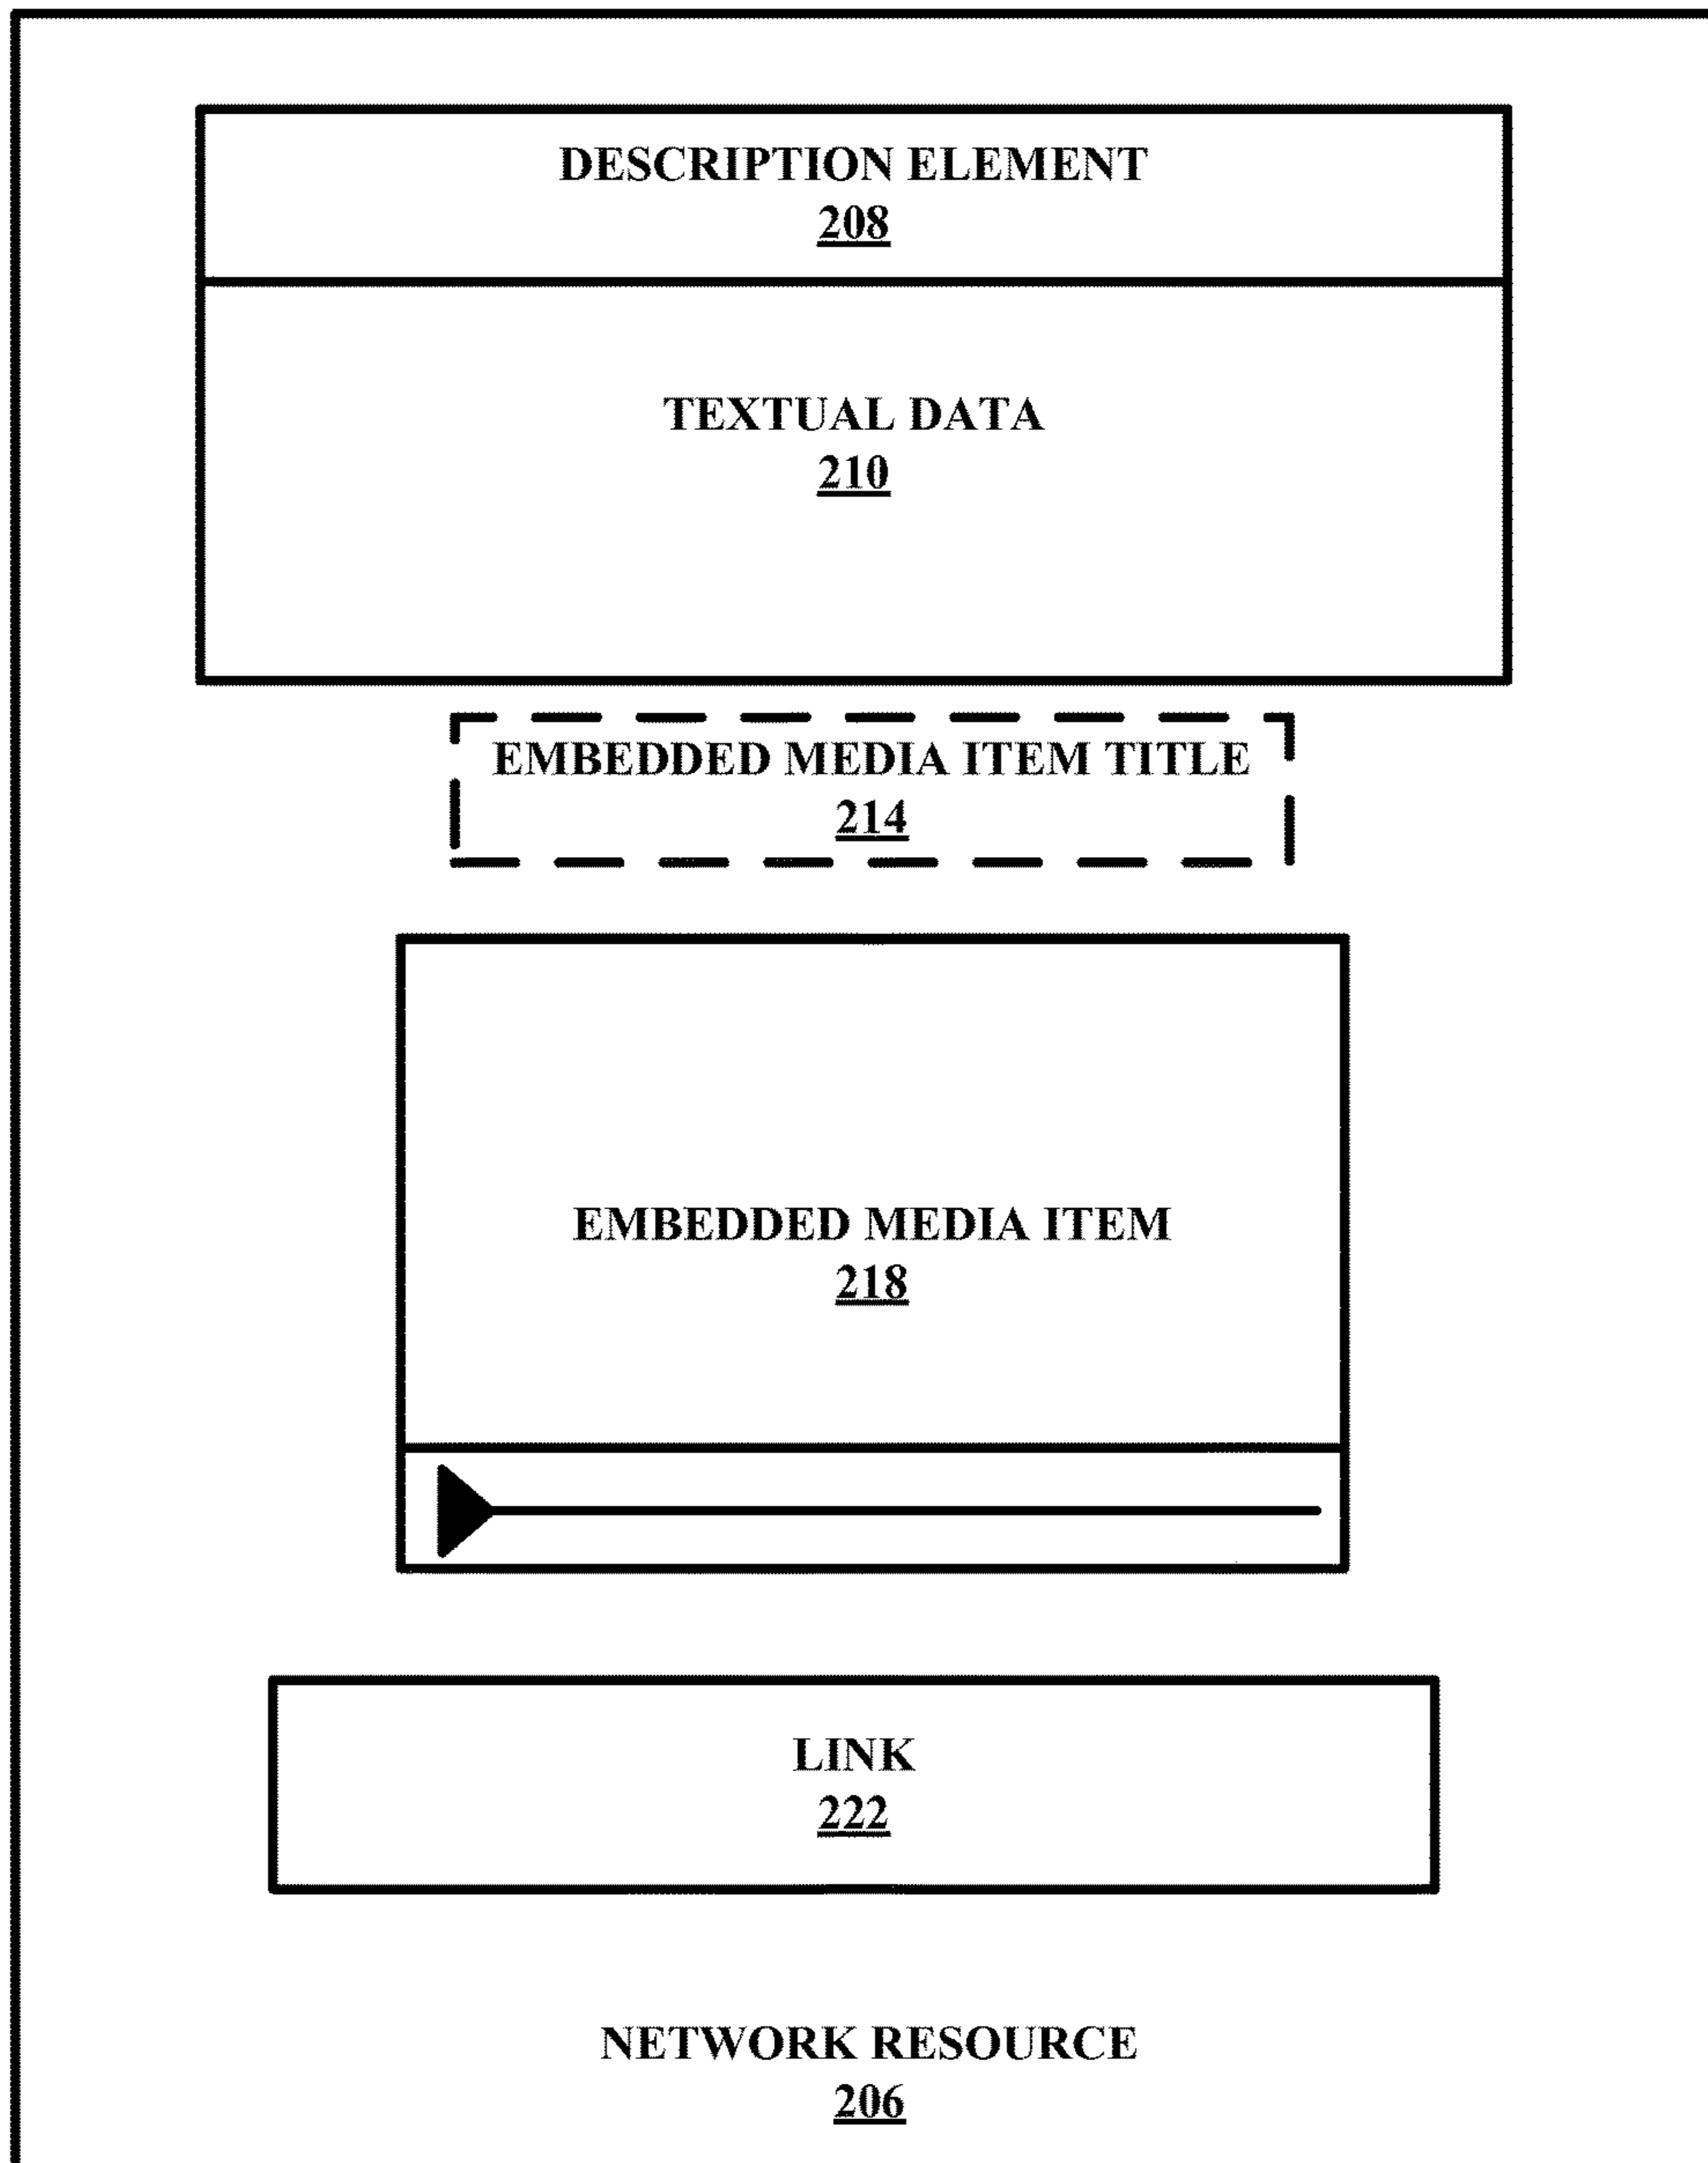 DESCRIPTION ELEMENT
208
TEXTUAL DATA
210
EMBEDDED MEDIA ITEM TITLE
214
EMBEDDED MEDIA ITEM
218
LINK
222
NETWORK RESOURCE
206